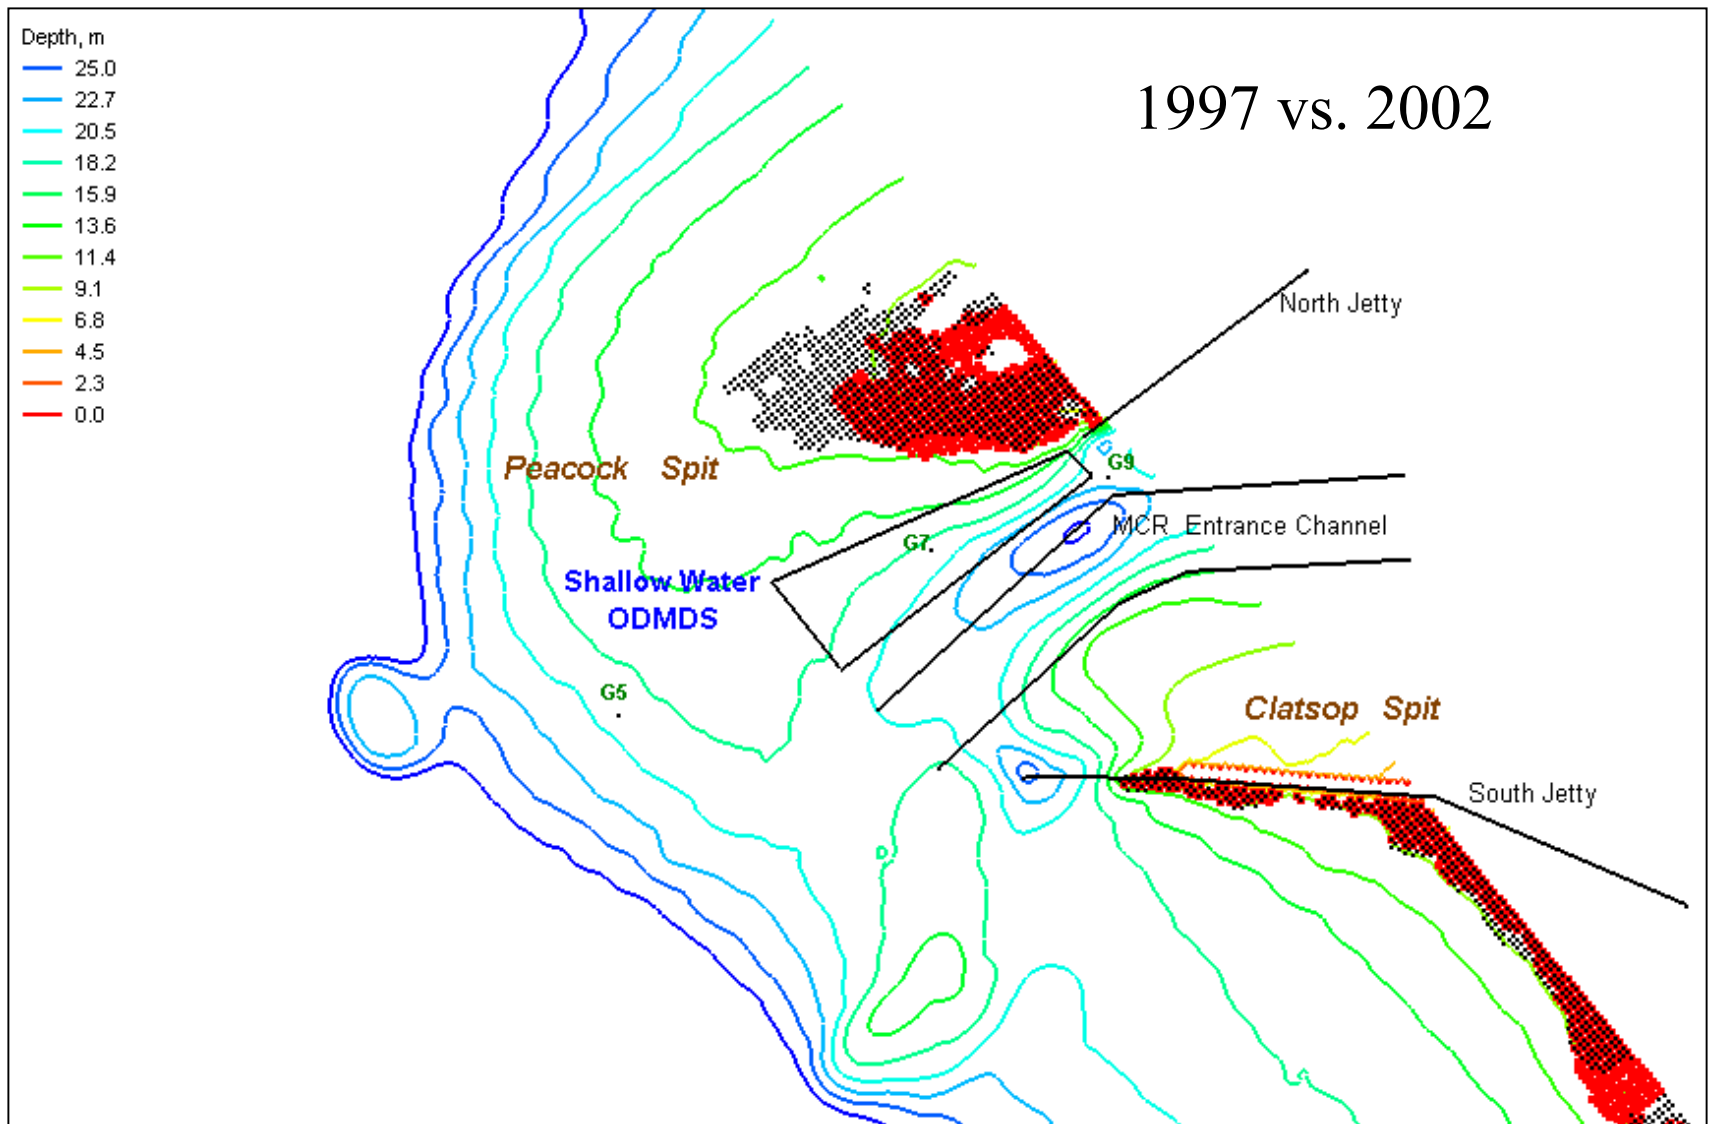 Depth, m
25.0
22.7
20.5
18.2
15.9
13.6
11.4
9.1
6.8
4.5
2.3
0.0
1997 vs. 2002
North Jetty
Peacock Spit
G9
MCR Entrance Channel
G7
Shallow Water
ODMDS
G5
Clatsop Spit
South Jetty